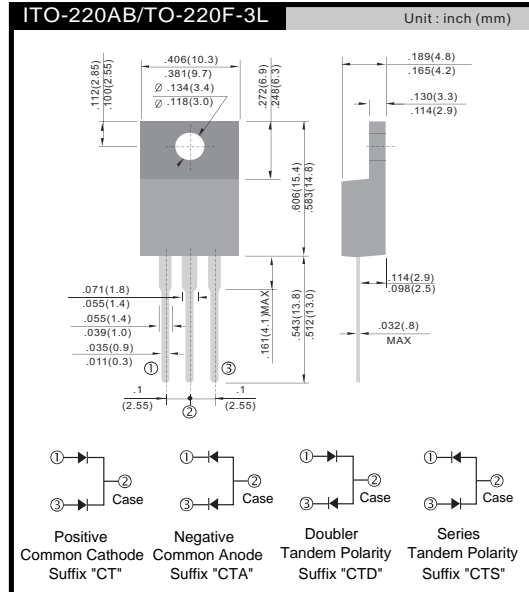 ITO-220AB/TO-220F-3L
Unit : inch (mm)
.406(10.3)
.381(9.7)
Ø .134(3.4)
Ø .118(3.0)
.112(2.85)
.100(2.55)
.272(6.9)
.248(6.3)
.189(4.8)
.165(4.2)
.130(3.3)
.114(2.9)
.606(15.4)
.583(14.8)
.071(1.8)
.055(1.4)
.055(1.4)
.039(1.0)
.035(0.9)
.011(0.3)
.161(4.1)MAX
.543(13.8)
.512(13.0)
.114(2.9)
.098(2.5)
.032(.8)
MAX
① ③
.1 .1
(2.55) ② (2.55)
① ① ① ①
② ② ② ②
③ Case ③ Case ③ Case ③ Case
Positive Negative Doubler Series
Common Cathode Common Anode Tandem Polarity Tandem Polarity
Suffix "CT" Suffix "CTA" Suffix "CTD" Suffix "CTS"